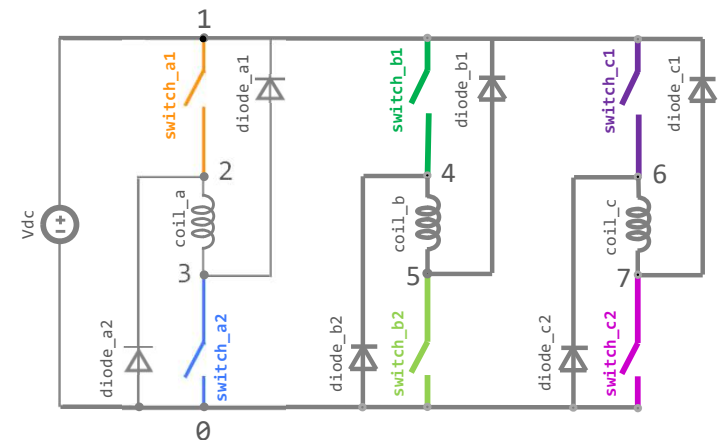 1
switch_a1
diode_a1
switch_b1
diode_b1
switch_c1
diode_c1
2
4
6
Vdc
+
-
coil_a
coil_b
coil_c
3
5
7
diode_a2
switch_a2
diode_b2
switch_b2
diode_c2
switch_c2
0